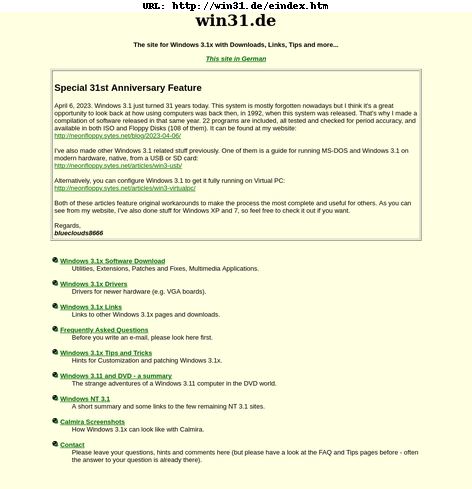 URL: http://win31.de/eindex.htm
win31.de
The site for Windows 3.1x with Downloads, Links, Tips and more...
This site in German
Special 31st Anniversary Feature
April 6, 2023. Windows 3.1 just turned 31 years today. This system is mostly forgotten nowadays but I think it's a great
opportunity to look back at how using computers was back then, in 1992, when this system was released. That's why I made a
compilation of software released in that same year. 22 programs are included, all tested and checked for period accuracy, and
available in both ISO and Floppy Disks (108 of them). It can be found at my website:
http://neonfloppy.sytes.net/blog/2023-04-06/
I've also made other Windows 3.1 related stuff previously. One of them is a guide for running MS-DOS and Windows 3.1 on
modern hardware, native, from a USB or SD card:
http://neonfloppy.sytes.net/articles/win3-usb/
Alternatively, you can configure Windows 3.1 to get it fully running on Virtual PC:
http://neonfloppy.sytes.net/articles/win3-virtualpc/
Both of these articles feature original workarounds to make the process the most complete and useful for others. As you can
see from my website, I've also done stuff for Windows XP and 7, so feel free to check it out if you want.
Regards,
blueclouds8666
Windows 3.1x Software Download
Utilities, Extensions, Patches and Fixes, Multimedia Applications.
Windows 3.1x Drivers
Drivers for newer hardware (e.g. VGA boards).
Windows 3.1x Links
Links to other Windows 3.1x pages and downloads.
Frequently Asked Questions
Before you write an e-mail, please look here first.
Windows 3.1x Tips and Tricks
Hints for Customization and patching Windows 3.1x.
Windows 3.11 and DVD - a summary
The strange adventures of a Windows 3.11 computer in the DVD world.
Windows NT 3.1
A short summary and some links to the few remaining NT 3.1 sites.
Calmira Screenshots
How Windows 3.1x can look like with Calmira.
Contact
Please leave your questions, hints and comments here (but please have a look at the FAQ and Tips pages before - often
the answer to your question is already there).